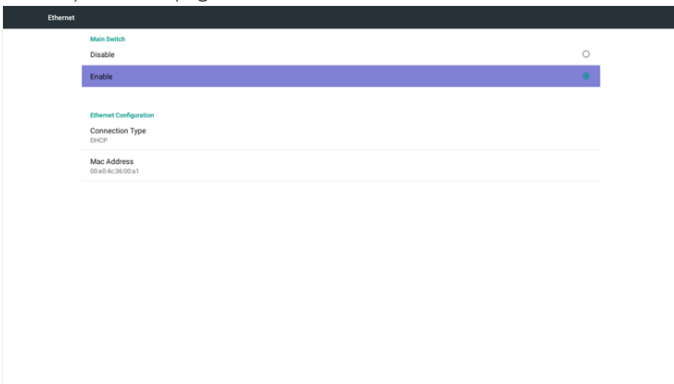 Ethernet
Main Switch
Disable
Enable
Ethernet Configuration
Connection Type
DHCP
Mac Address
00:e0:4c:36:00:a1